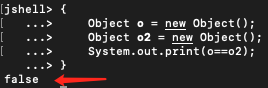 [jshell> {
...>     Object o = new Object();
...>     Object o2 = new Object();
...>     System.out.print(o==o2);
...> }
false